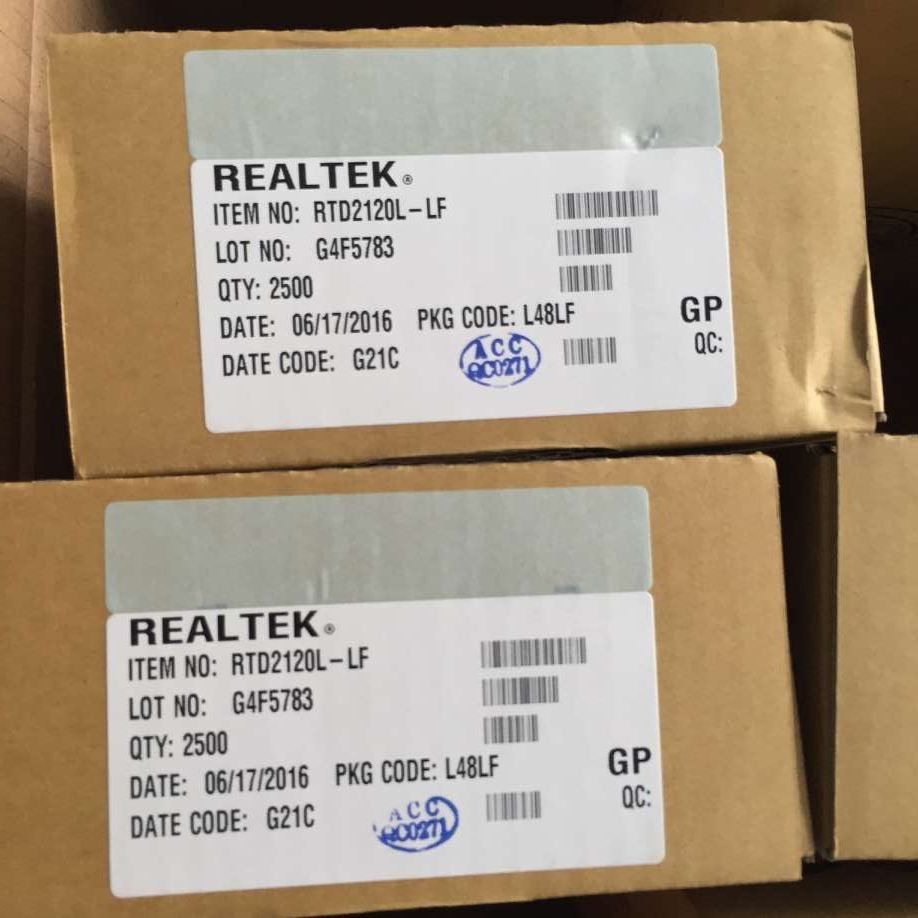 REALTEK®
ITEM NO: RTD2120L-LF
LOT NO: G4F5783
QTY: 2500
DATE: 06/17/2016 PKG CODE: L48LF
GP
DATE CODE: G21C
ACC
QC0271
QC:
REALTEK®
ITEM NO: RTD2120L-LF
LOT NO: G4F5783
QTY: 2500
DATE: 06/17/2016 PKG CODE: L48LF
GP
DATE CODE: G21C
ACC
QC0271
QC: